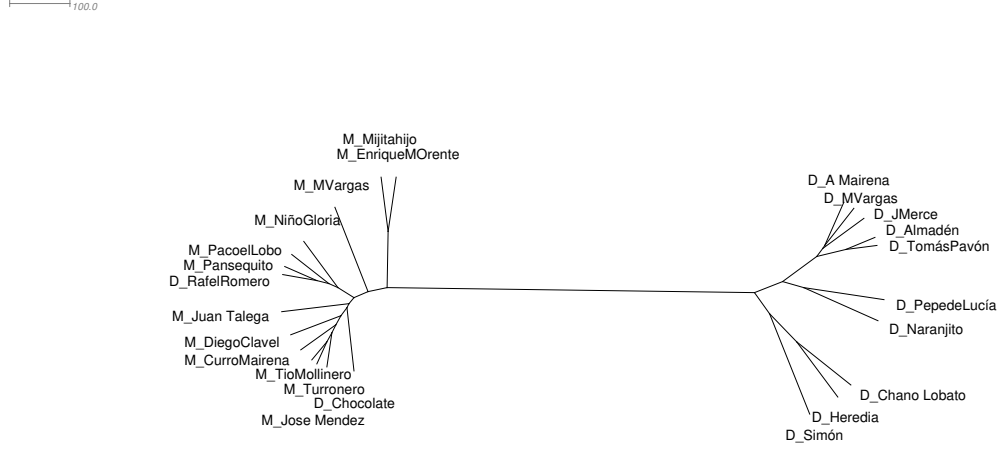 100.0
M_Mijitahijo
M_EnriqueMOrente
M_MVargas
M_NiñoGloria
M_PacoelLobo
M_Pansequito
D_RafelRomero
M_Juan Talega
M_DiegoClavel
M_CurroMairena
M_TioMollinero
M_Turronero
D_Chocolate
M_Jose Mendez
D_A Mairena
D_MVargas
D_JMerce
D_Almadén
D_TomásPavón
D_PepedeLucía
D_Naranjito
D_Chano Lobato
D_Heredia
D_Simón